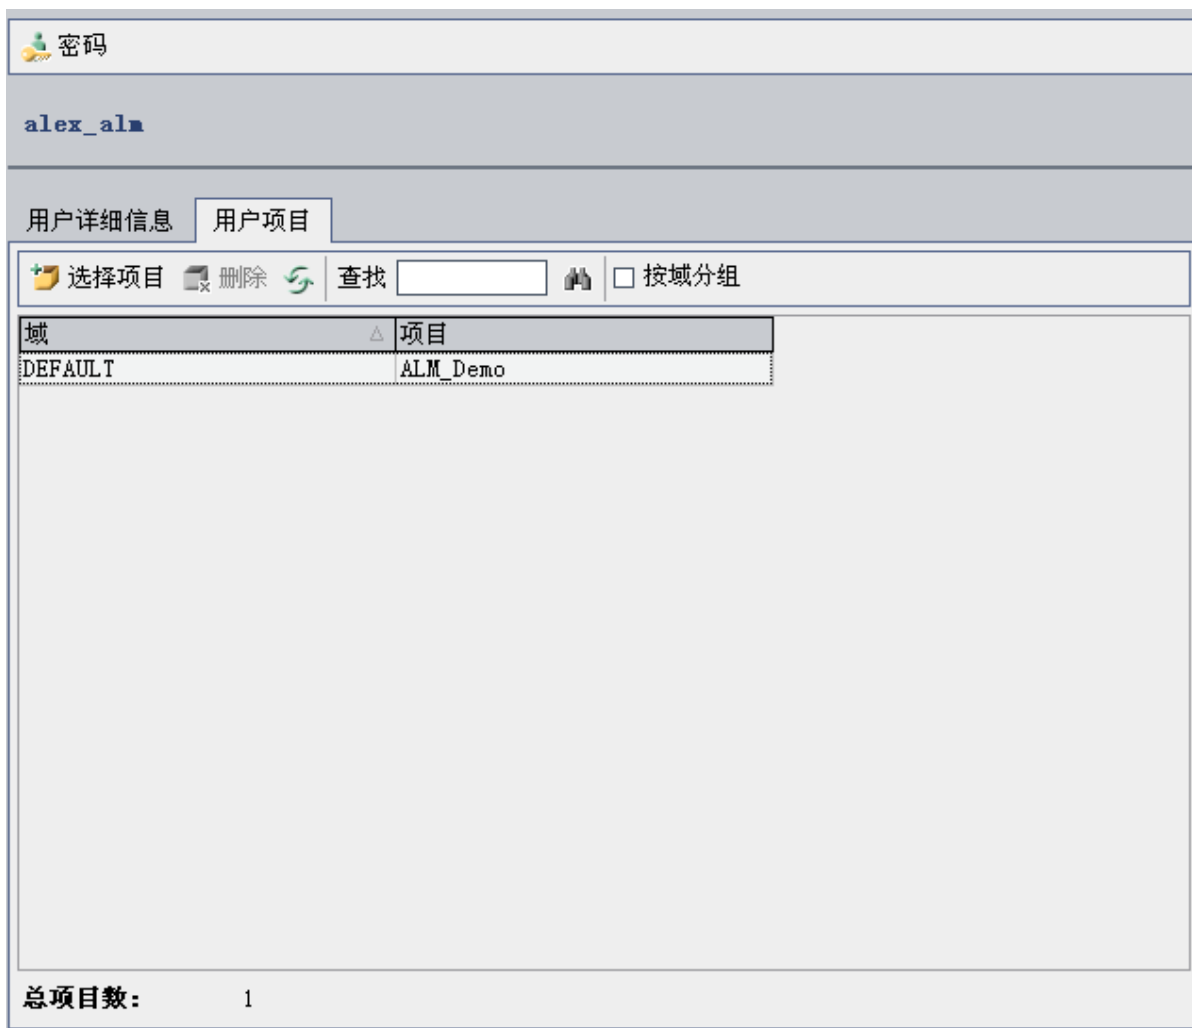 密码
alex_alm
用户详细信息 用户项目
选择项目 删除 查找 按域分组
域 项目
DEFAULT ALM_Demo
总项目数： 1